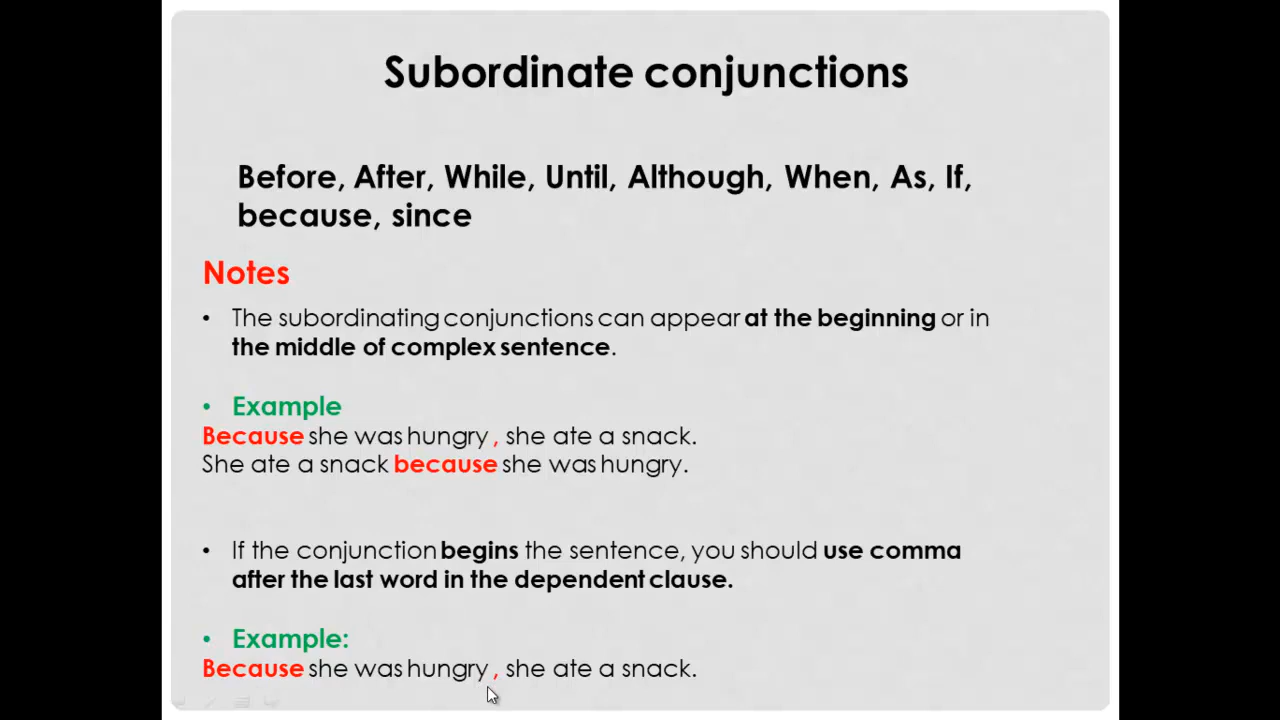 Subordinate conjunctions
Before, After, While, Until, Although, When, As, If,
because, since
Notes
• The subordinating conjunctions can appear at the beginning or in
the middle of complex sentence.
• Example
Because she was hungry , she ate a snack.
She ate a snack because she was hungry.
• If the conjunction begins the sentence, you should use comma
after the last word in the dependent clause.
• Example:
Because she was hungry , she ate a snack.